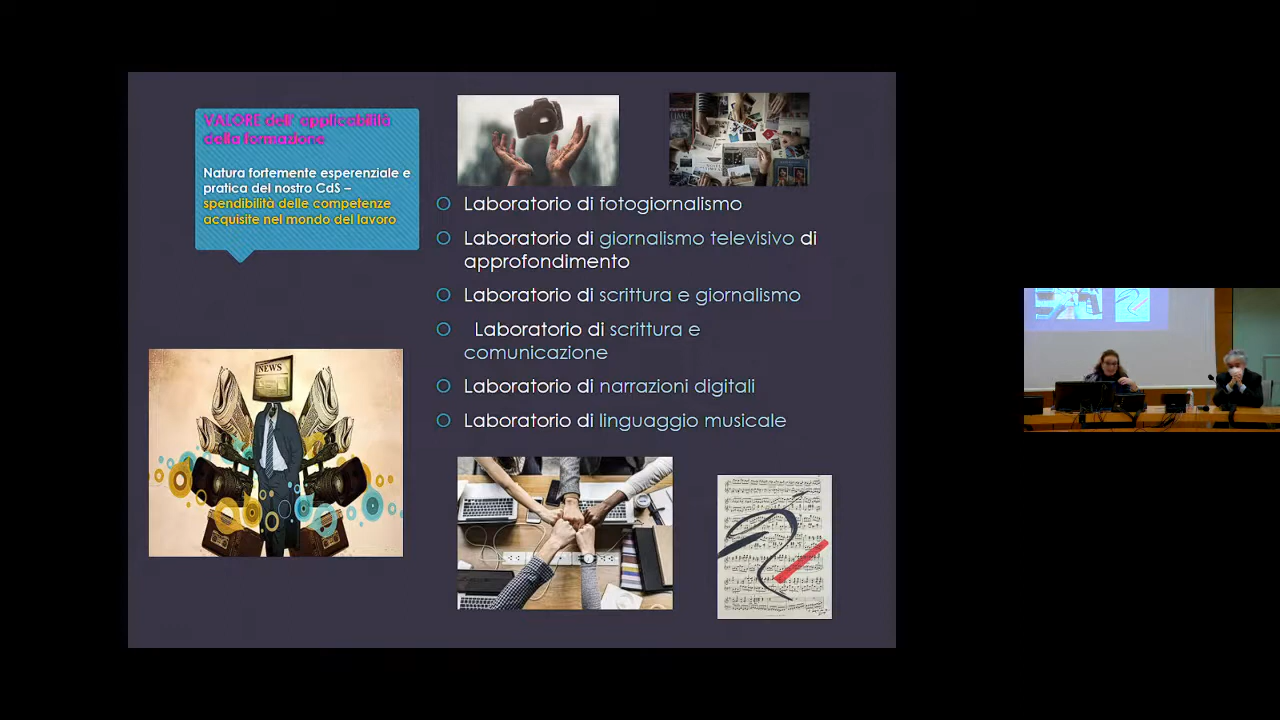 VALORE dell' applicabilità
della formazione
Natura fortemente esperenziale e
pratica del nostro CdS –
spendibilità delle competenze
acquisite nel mondo del lavoro
Laboratorio di fotogiornalismo
Laboratorio di giornalismo televisivo di
approfondimento
Laboratorio di scrittura e giornalismo
Laboratorio di scrittura e
comunicazione
Laboratorio di narrazioni digitali
Laboratorio di linguaggio musicale
NEWS